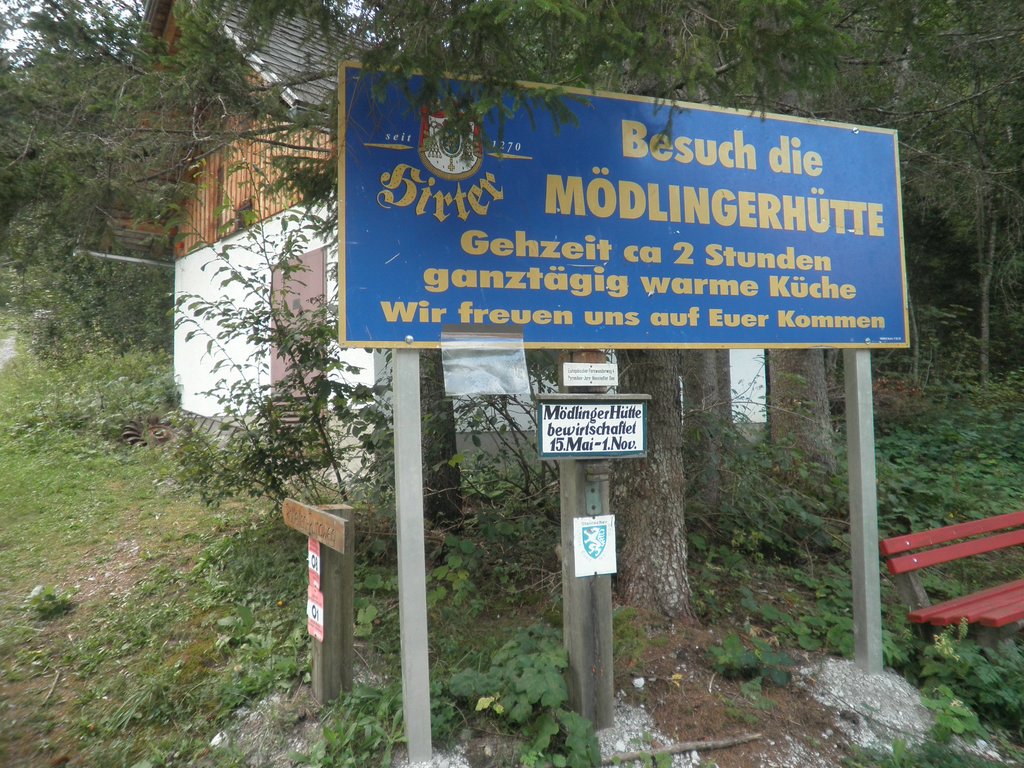 seit 1270
Hirter
Besuch die
MÖDLINGERHÜTTE
Gehzeit ca 2 Stunden
ganztägig warme Küche
Wir freuen uns auf Euer Kommen
Mödlinger Hütte
bewirtschaftet
15. Mai - 1. Nov.